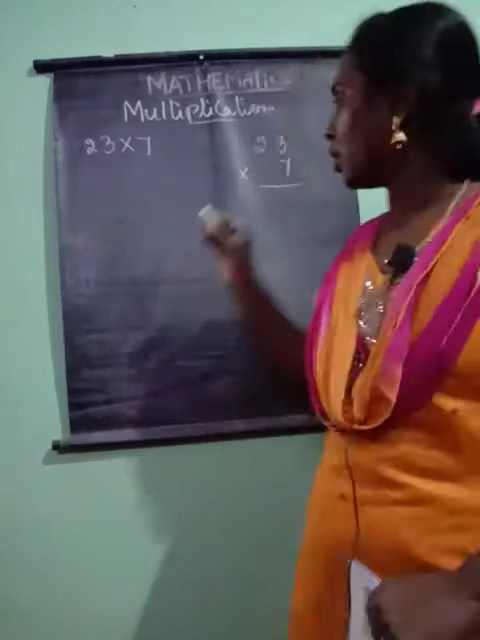 MATHEMATICS
Multiplication
23 × 7
23
× 7